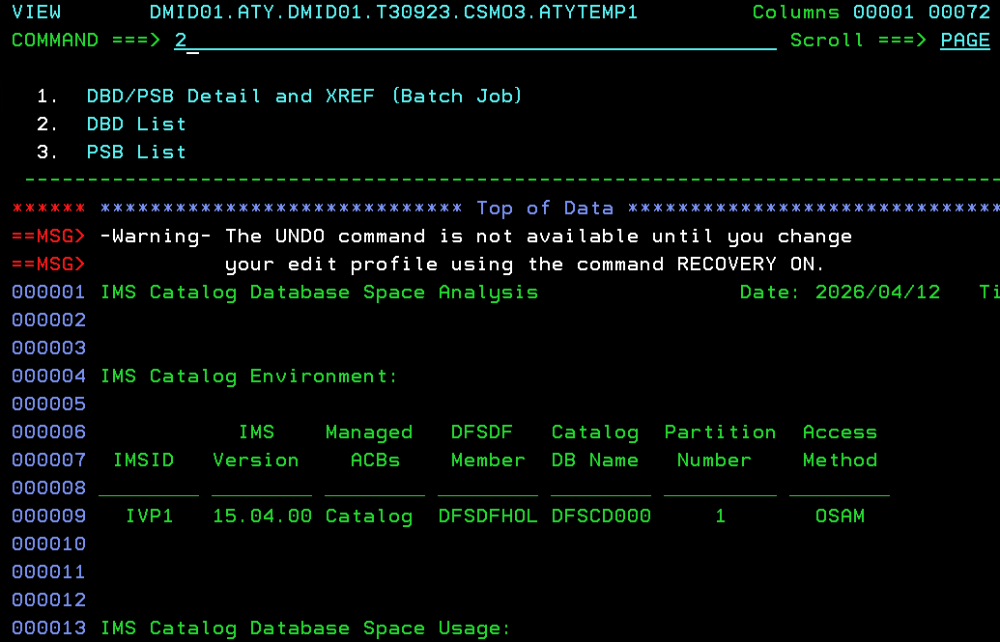 VIEW DMID01.ATY.DMID01.T30923.CSMO3.ATYTEMP1 Columns 00001 00072
COMMAND ===> 2_ Scroll ===> PAGE
1. DBD/PSB Detail and XREF (Batch Job)
2. DBD List
3. PSB List
------------------------------------------------------------------------------
****** ***************************** Top of Data ******************************
==MSG> -Warning- The UNDO command is not available until you change
==MSG> your edit profile using the command RECOVERY ON.
000001 IMS Catalog Database Space Analysis Date: 2026/04/12 Ti
000002
000003
000004 IMS Catalog Environment:
000005
000006 IMS Managed DFSDF Catalog Partition Access
000007 IMSID Version ACBs Member DB Name Number Method
000008 ________ ________ ________ ________ ________ _________ ________
000009 IVP1 15.04.00 Catalog DFSDFHOL DFSCD000 1 OSAM
000010
000011
000012
000013 IMS Catalog Database Space Usage: